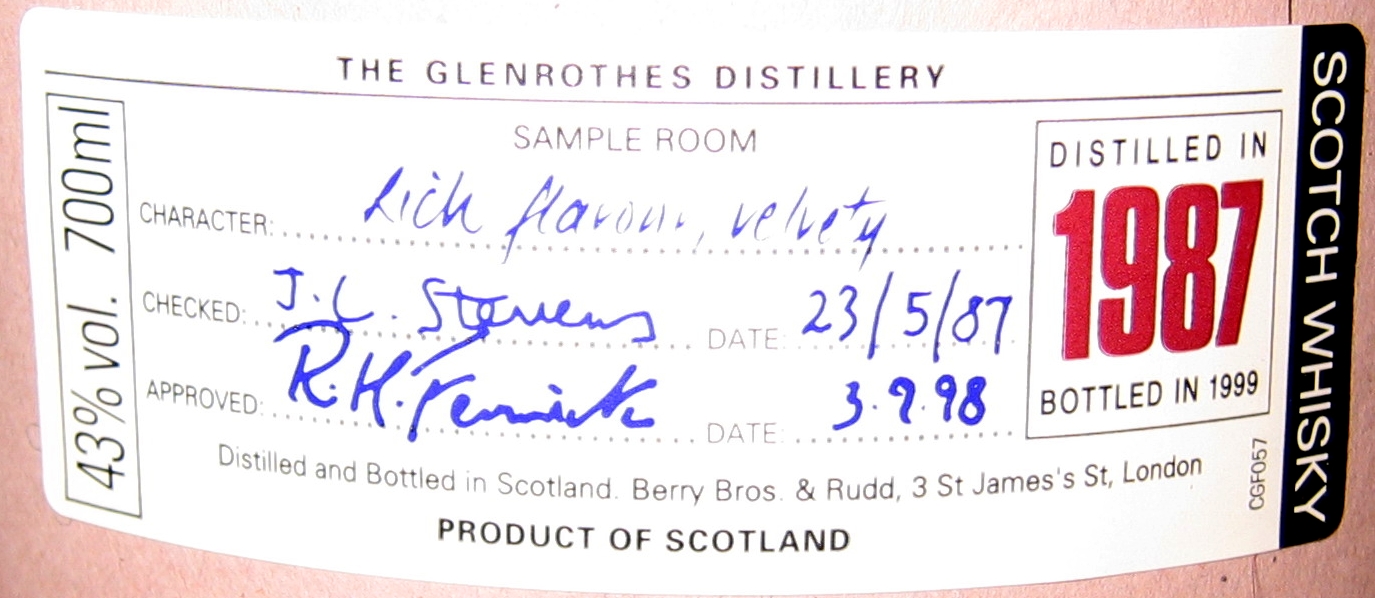 THE GLENROTHES DISTILLERY
43% vol. 700ml
SAMPLE ROOM
CHARACTER: Rich flavour, velvety
CHECKED: J.L. Stevens DATE: 23/5/87
APPROVED: R.H. Fenwick DATE: 3.9.98
DISTILLED IN
1987
BOTTLED IN 1999
Distilled and Bottled in Scotland. Berry Bros. & Rudd, 3 St James's St, London
PRODUCT OF SCOTLAND
CGF057
SCOTCH WHISKY